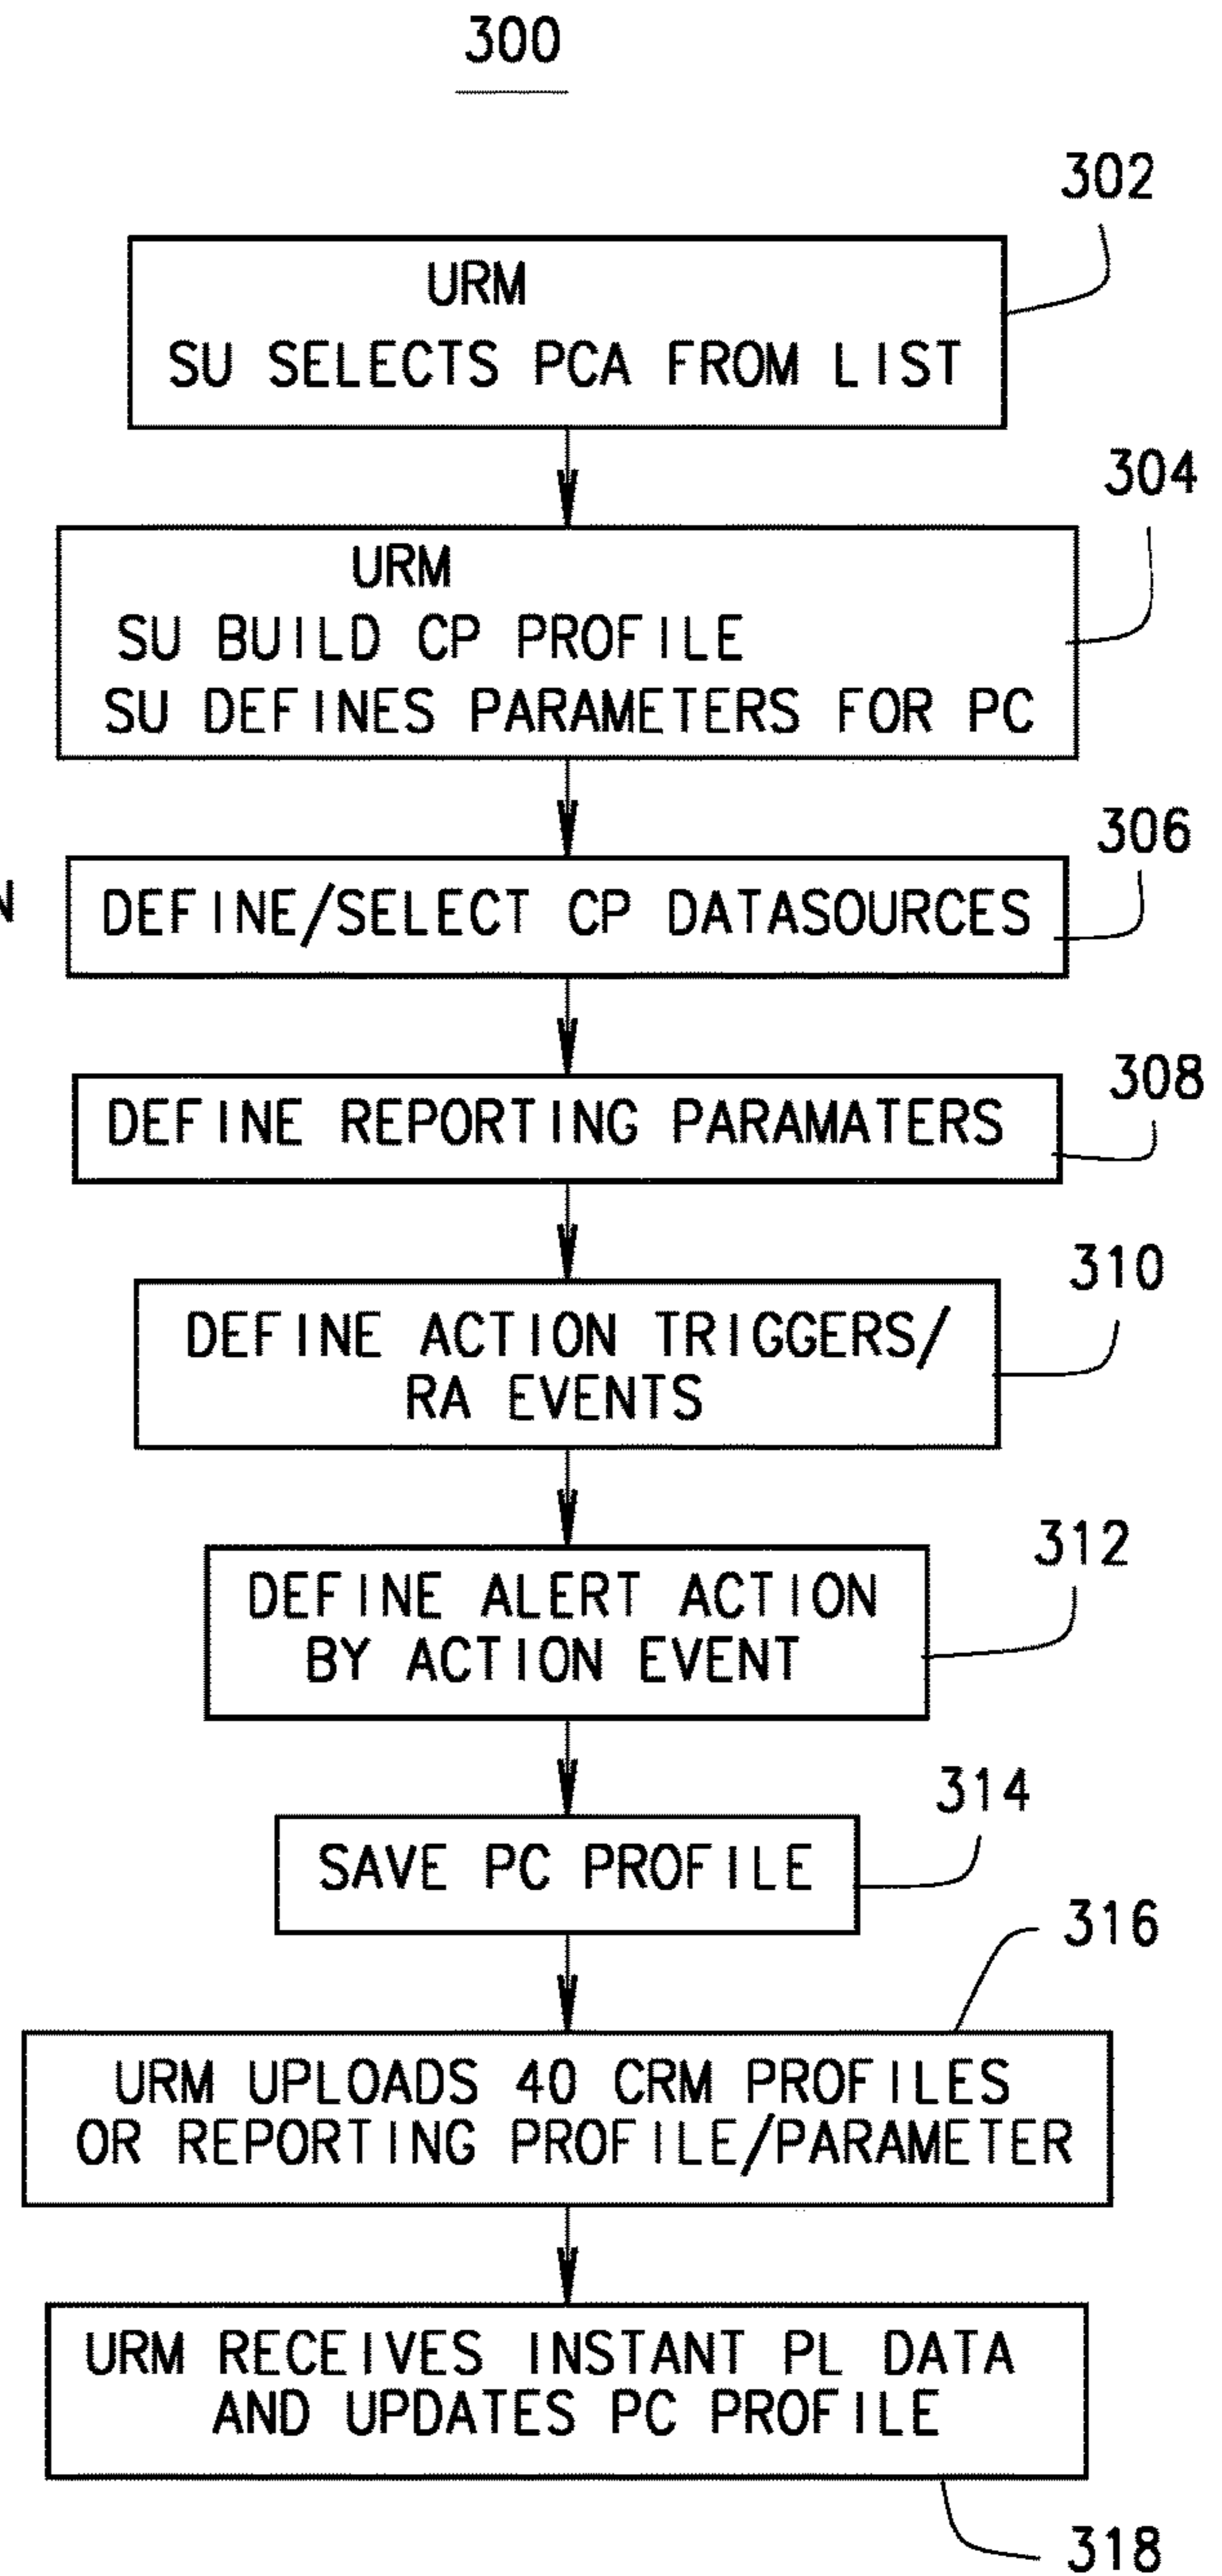 300
302
URM
SU SELECTS PCA FROM LIST
304
URM
SU BUILD CP PROFILE
SU DEFINES PARAMETERS FOR PC
306
N
DEFINE/SELECT CP DATASOURCES
308
DEFINE REPORTING PARAMATERS
310
DEFINE ACTION TRIGGERS/
RA EVENTS
312
DEFINE ALERT ACTION
BY ACTION EVENT
314
SAVE PC PROFILE
316
URM UPLOADS 40 CRM PROFILES
OR REPORTING PROFILE/PARAMETER
URM RECEIVES INSTANT PL DATA
AND UPDATES PC PROFILE
318